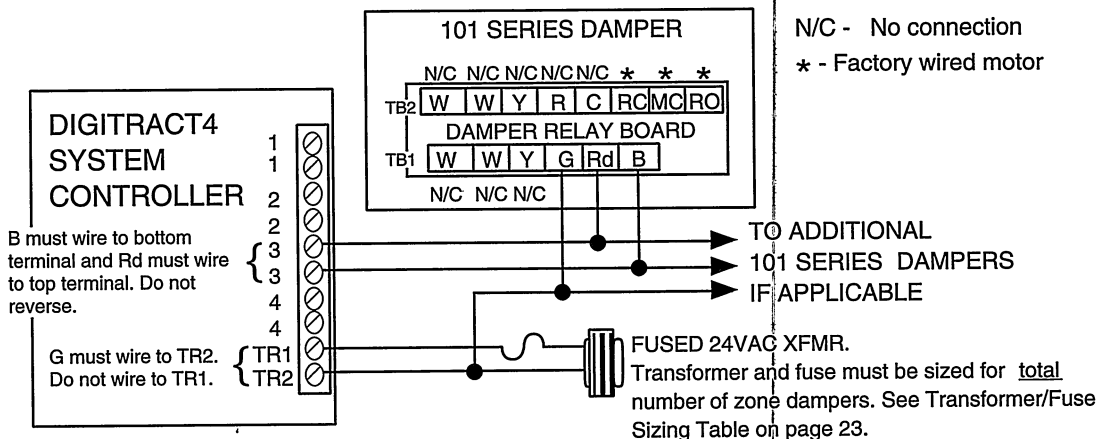 101 SERIES DAMPER
N/C N/C N/C N/C N/C * * *
TB2 W W Y R C RC MC RO
DAMPER RELAY BOARD
TB1 W W Y G Rd B
N/C N/C N/C
N/C - No connection
* - Factory wired motor
DIGITRACT4
SYSTEM
CONTROLLER
1
1
2
2
3
3
4
4
TR1
TR2
B must wire to bottom
terminal and Rd must wire
to top terminal. Do not
reverse.
G must wire to TR2.
Do not wire to TR1.
TO ADDITIONAL
101 SERIES DAMPERS
IF APPLICABLE
FUSED 24VAC XFMR.
Transformer and fuse must be sized for total
number of zone dampers. See Transformer/Fuse
Sizing Table on page 23.